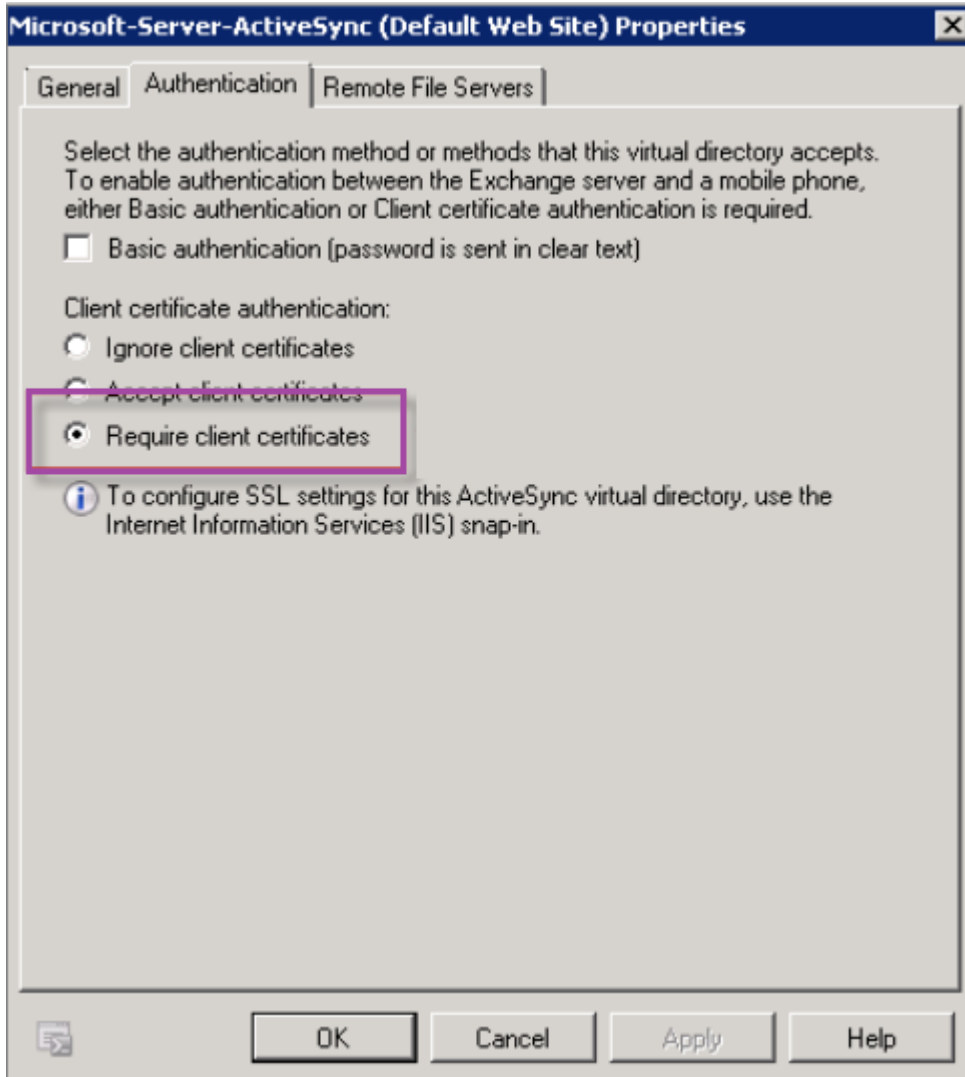 Microsoft-Server-ActiveSync (Default Web Site) Properties
General Authentication Remote File Servers
Select the authentication method or methods that this virtual directory accepts.
To enable authentication between the Exchange server and a mobile phone,
either Basic authentication or Client certificate authentication is required.
Basic authentication (password is sent in clear text)
Client certificate authentication:
Ignore client certificates
Accept client certificates
Require client certificates
To configure SSL settings for this ActiveSync virtual directory, use the
Internet Information Services (IIS) snap-in.
OK Cancel Apply Help